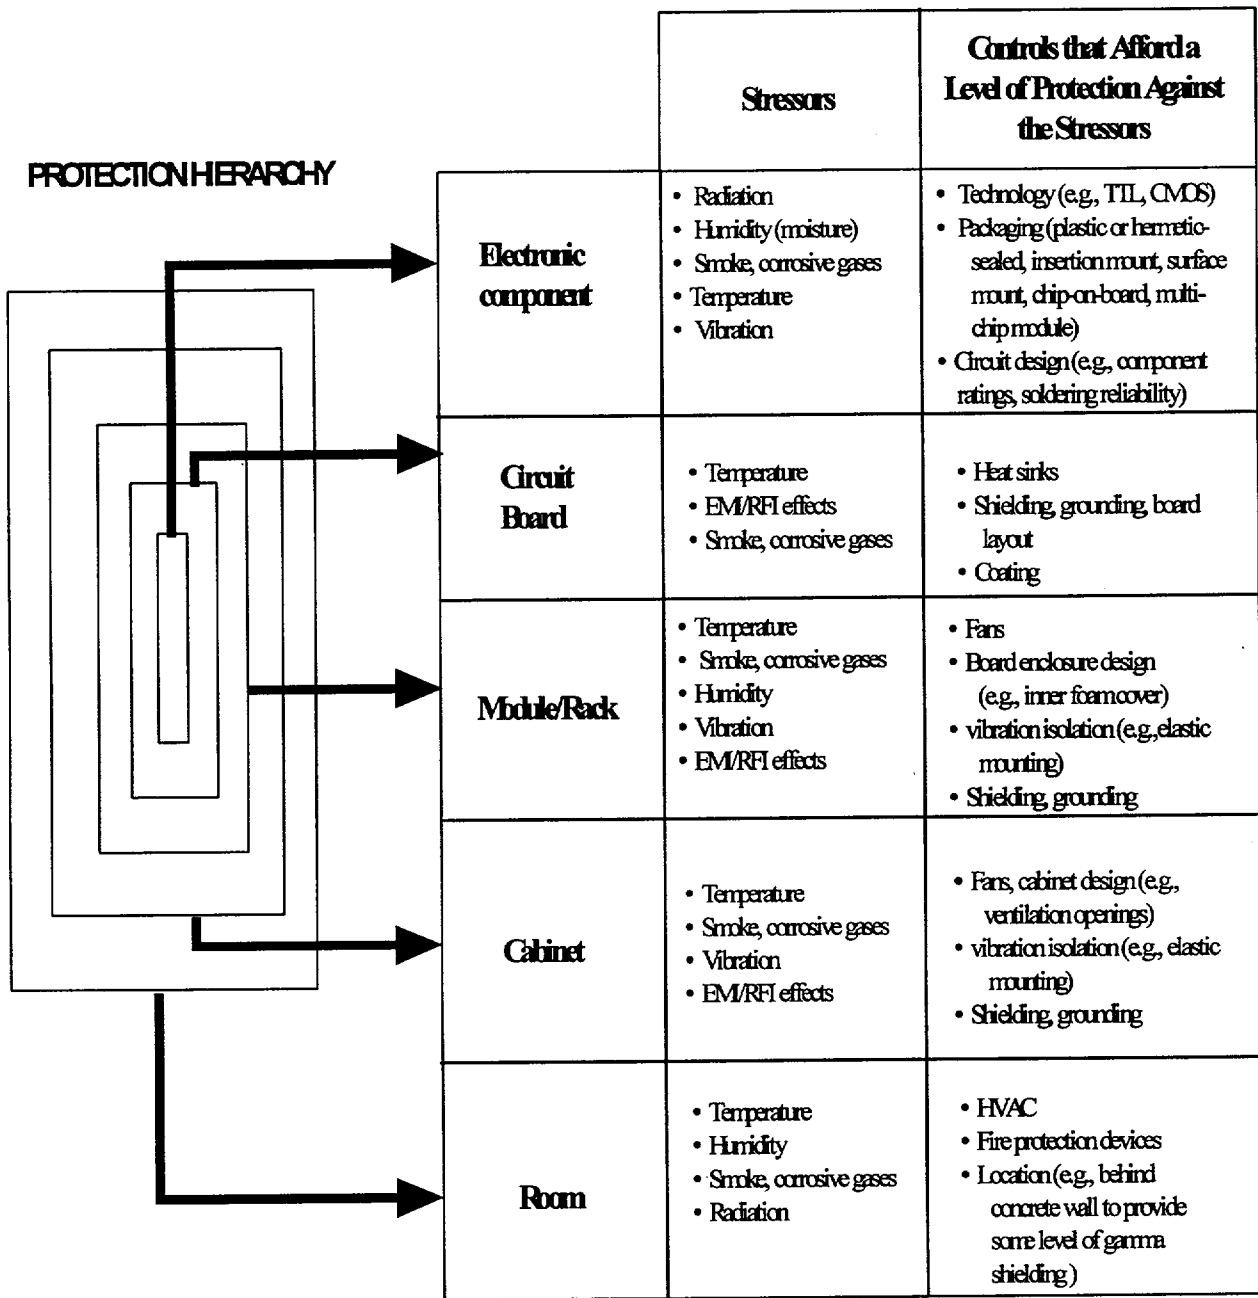 Stressors
Controls that Afford a
Level of Protection Against
the Stressors
PROTECTION HIERARCHY
Electronic
component
• Radiation
• Humidity (moisture)
• Smoke, corrosive gases
• Temperature
• Vibration
• Technology (e.g., TTL, CMOS)
• Packaging (plastic or hermetic-
sealed, insertion mount, surface
mount, chip-on-board, multi-
chip module)
• Circuit design (e.g., component
ratings, soldering reliability)
Circuit
Board
• Temperature
• EMI/RFI effects
• Smoke, corrosive gases
• Heat sinks
• Shielding, grounding, board
layout
• Coating
Module/Rack
• Temperature
• Smoke, corrosive gases
• Humidity
• Vibration
• EMI/RFI effects
• Fans
• Board enclosure design
(e.g., inner foam cover)
• vibration isolation (e.g.,elastic
mounting)
• Shielding, grounding
Cabinet
• Temperature
• Smoke, corrosive gases
• Vibration
• EMI/RFI effects
• Fans, cabinet design (e.g.,
ventilation openings)
• vibration isolation (e.g., elastic
mounting)
• Shielding, grounding
Room
• Temperature
• Humidity
• Smoke, corrosive gases
• Radiation
• HVAC
• Fire protection devices
• Location (e.g., behind
concrete wall to provide
some level of gamma
shielding )